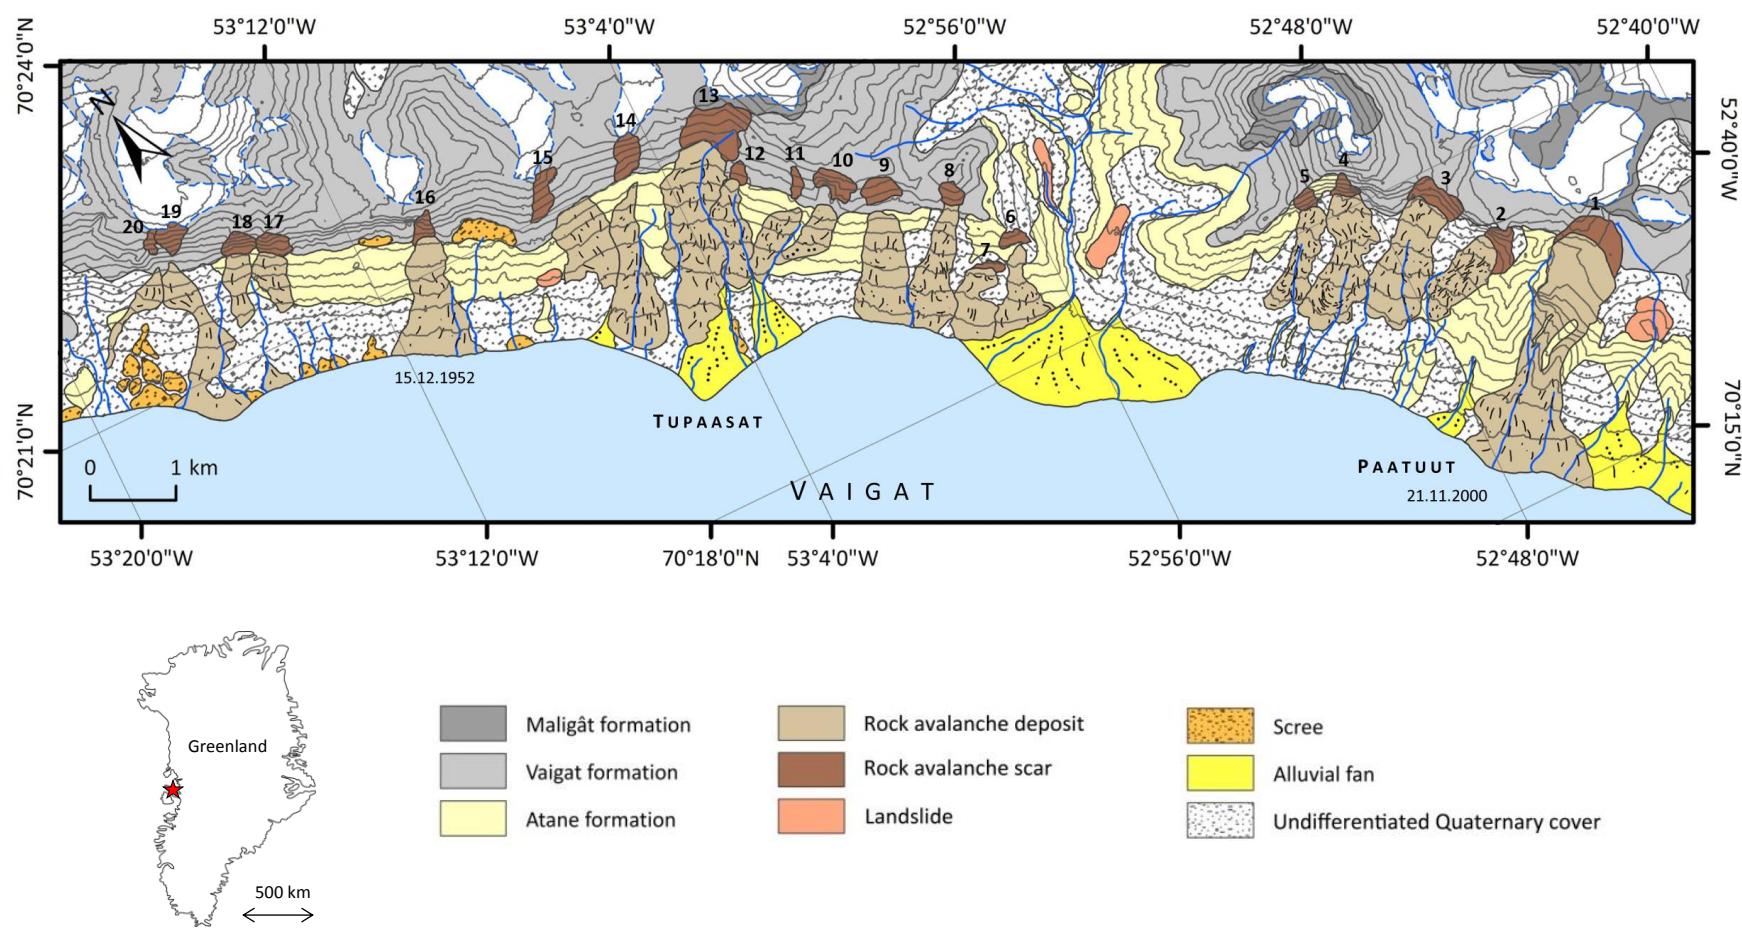 53°12'0"W 53°4'0"W 52°56'0"W 52°48'0"W 52°40'0"W
70°24'0"N
52°40'0"W
70°21'0"N
70°15'0"N
N
13
14
15
12
11
10
9
8
16
6
7
5
4
3
2
1
20
19
18
17
15.12.1952
TUPAASAT
PAATUUT
21.11.2000
VAIGAT
0 1 km
53°20'0"W 53°12'0"W 70°18'0"N 53°4'0"W 52°56'0"W 52°48'0"W
Greenland
500 km
Maligât formation
Vaigat formation
Atane formation
Rock avalanche deposit
Rock avalanche scar
Landslide
Scree
Alluvial fan
Undifferentiated Quaternary cover